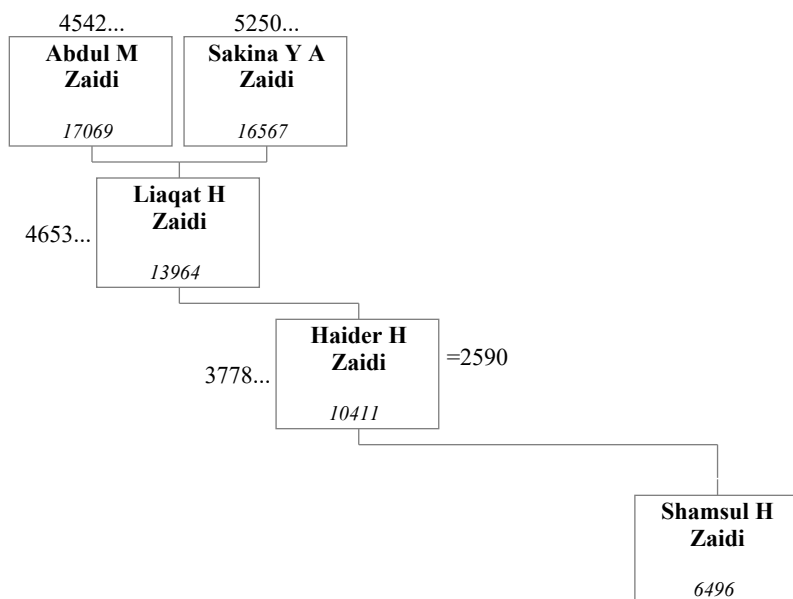 4542...
5250...
Abdul M
Zaidi
17069
Sakina Y A
Zaidi
16567
Liaqat H
Zaidi
4653...
13964
Haider H
Zaidi
=2590
3778...
10411
Shamsul H
Zaidi
6496